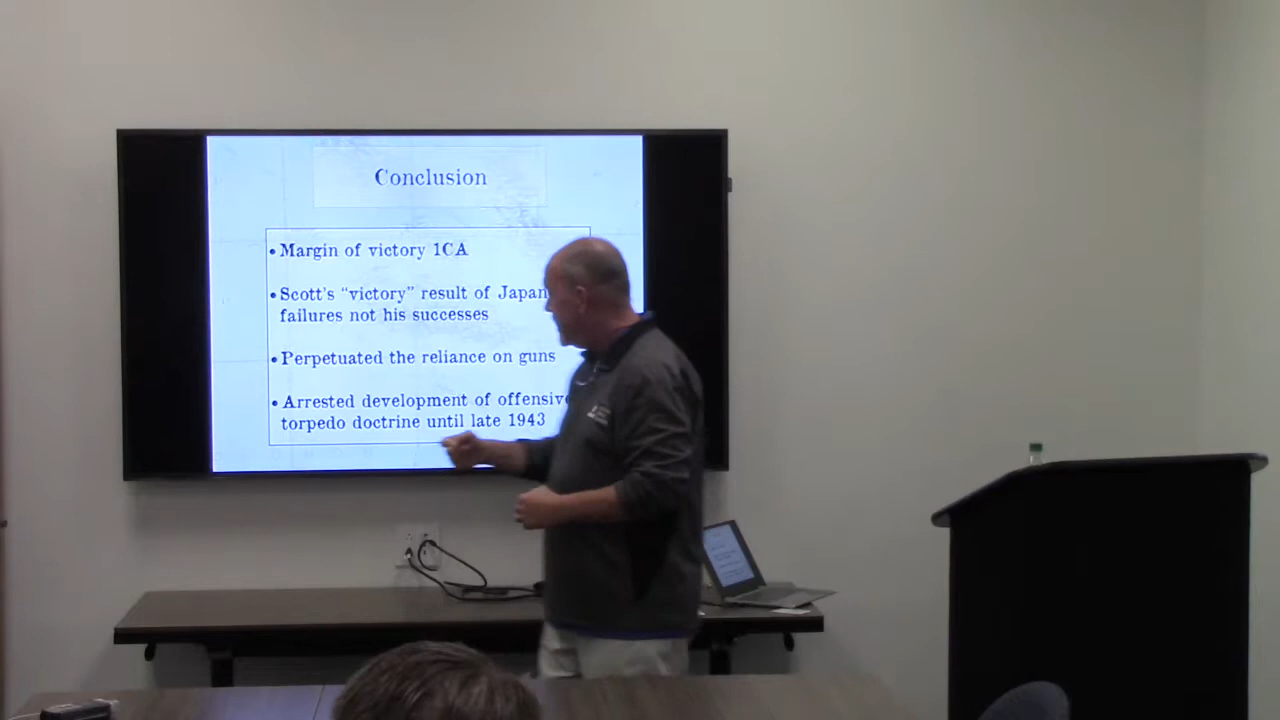 Conclusion
• Margin of victory 1CA
• Scott's “victory” result of Japan
failures not his successes
• Perpetuated the reliance on guns
• Arrested development of offensive
torpedo doctrine until late 1943